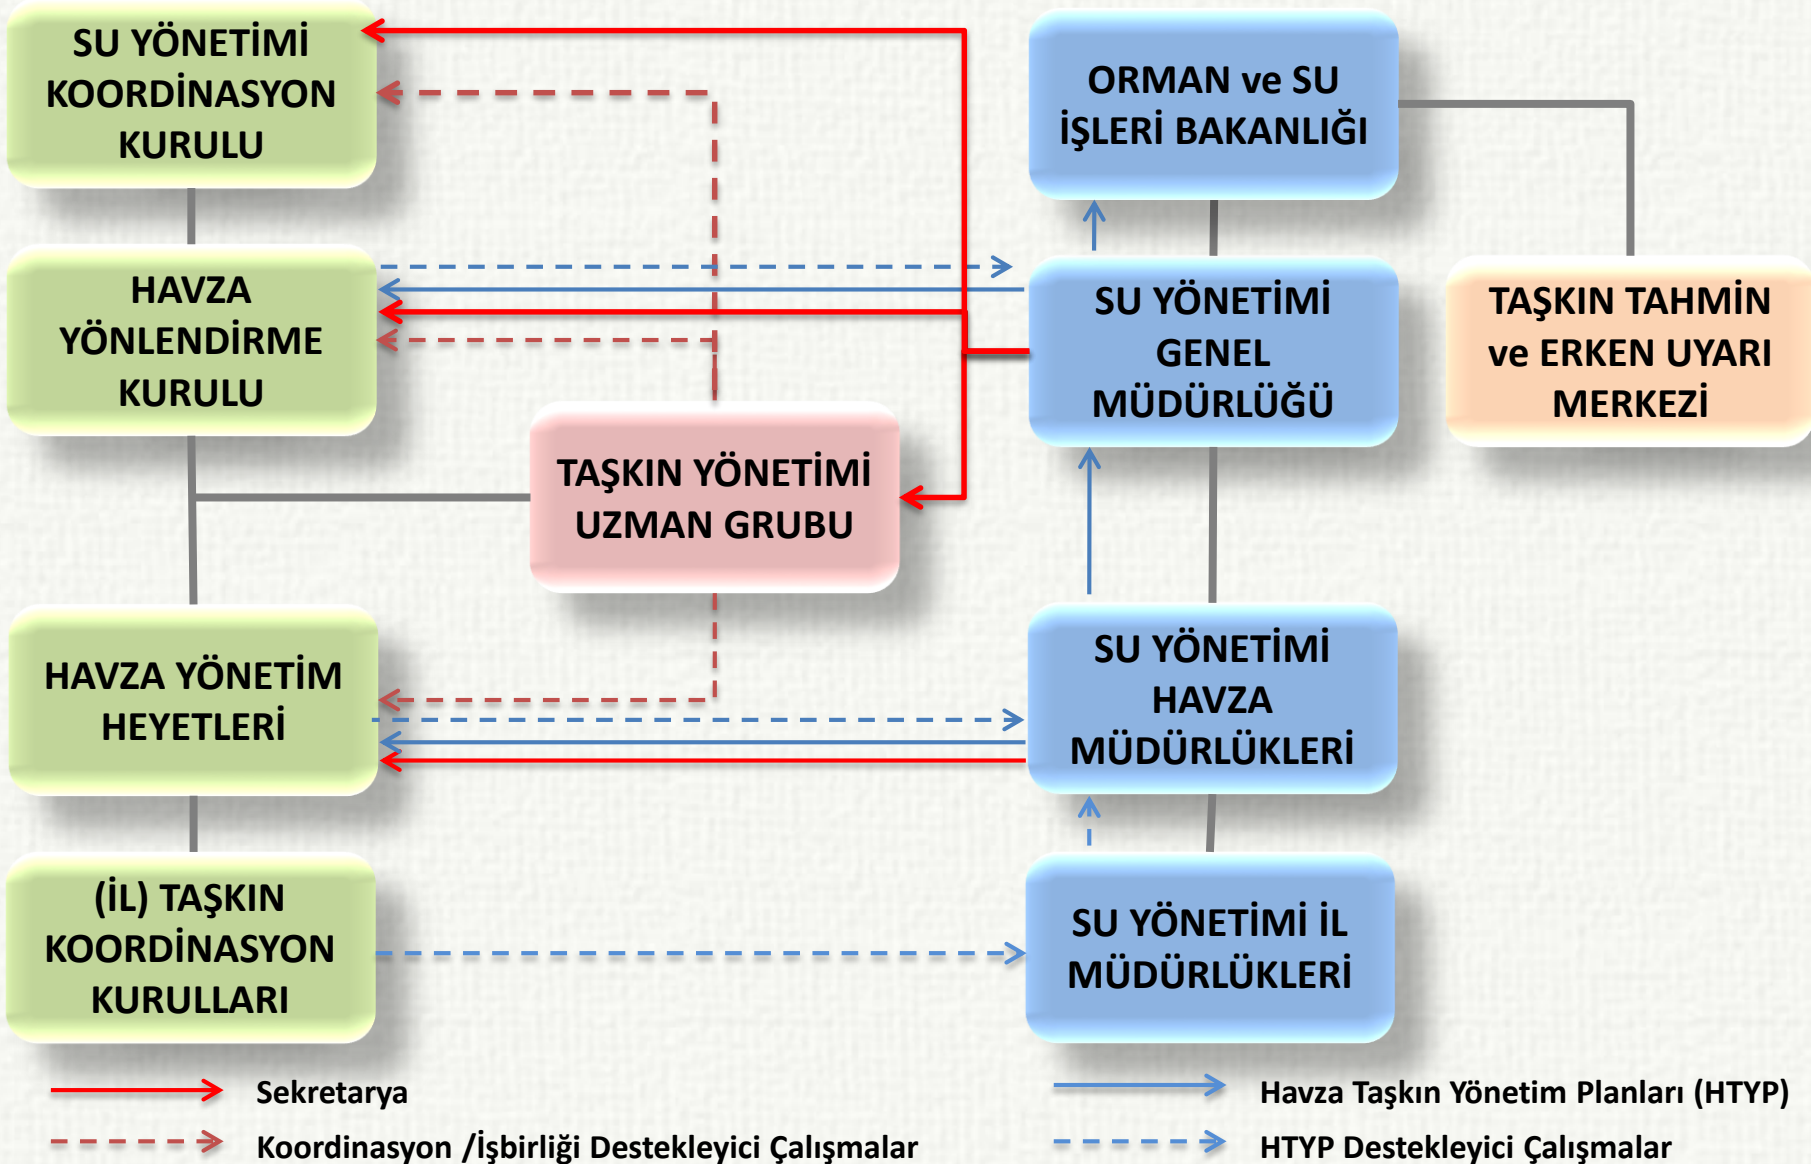 SU YÖNETİMİ
KOORDİNASYON
KURULU
ORMAN ve SU
İŞLERİ BAKANLIĞI
HAVZA
YÖNLENDİRME
KURULU
SU YÖNETİMİ
GENEL
MÜDÜRLÜĞÜ
TAŞKIN TAHMİN
ve ERKEN UYARI
MERKEZİ
TAŞKIN YÖNETİMİ
UZMAN GRUBU
HAVZA YÖNETİM
HEYETLERİ
SU YÖNETİMİ
HAVZA
MÜDÜRLÜKLERİ
(İL) TAŞKIN
KOORDİNASYON
KURULLARI
SU YÖNETİMİ İL
MÜDÜRLÜKLERİ
Sekretarya
Havza Taşkın Yönetim Planları (HTYP)
Koordinasyon /İşbirliği Destekleyici Çalışmalar
HTYP Destekleyici Çalışmalar